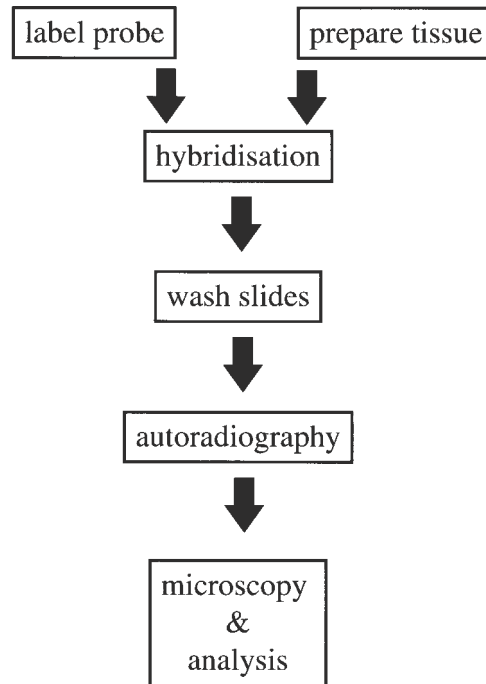 label probe
prepare tissue
hybridisation
wash slides
autoradiography
microscopy
&
analysis